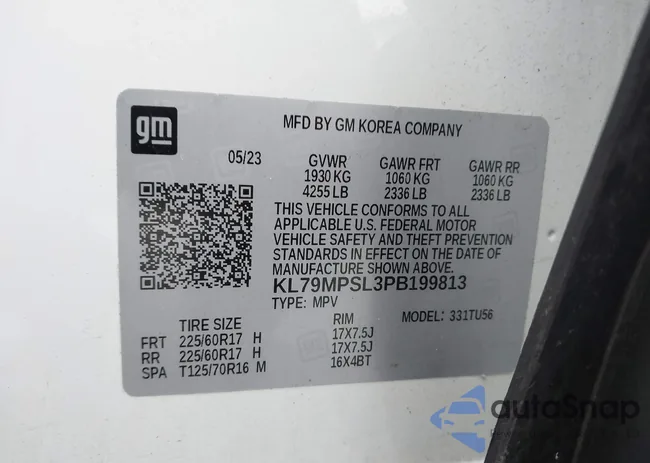 gm
MFD BY GM KOREA COMPANY
05/23 GVWR GAWR FRT GAWR RR
1930 KG 1060 KG 1060 KG
4255 LB 2336 LB 2336 LB
THIS VEHICLE CONFORMS TO ALL
APPLICABLE U.S. FEDERAL MOTOR
VEHICLE SAFETY AND THEFT PREVENTION
STANDARDS IN EFFECT ON THE DATE OF
MANUFACTURE SHOWN ABOVE.
KL79MPSL3PB199813
TYPE: MPV MODEL: 331TU56
TIRE SIZE RIM
FRT 225/60R17 H 17X7.5J
RR 225/60R17 H 17X7.5J
SPA T125/70R16 M 16X4BT
autoSnap